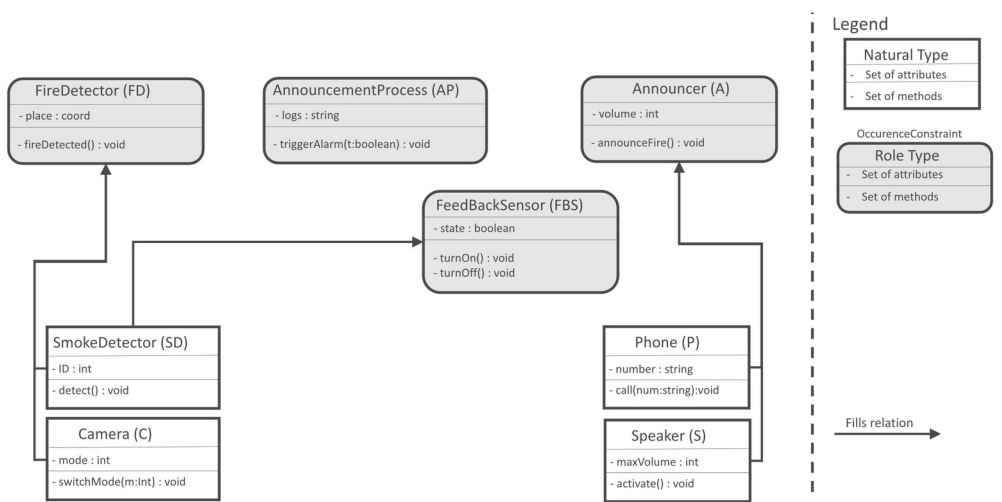 FireDetector (FD)
- place : coord
- fireDetected() : void
AnnouncementProcess (AP)
- logs : string
- triggerAlarm(t:boolean) : void
Announcer (A)
- volume : int
- announceFire() : void
FeedBackSensor (FBS)
- state : boolean
- turnOn() : void
- turnOff() : void
SmokeDetector (SD)
- ID : int
- detect() : void
Camera (C)
- mode : int
- switchMode(m:Int) : void
Phone (P)
- number : string
- call(num:string):void
Speaker (S)
- maxVolume : int
- activate() : void
Legend
Natural Type
- Set of attributes
- Set of methods
OccurenceConstraint
Role Type
- Set of attributes
- Set of methods
Fills relation